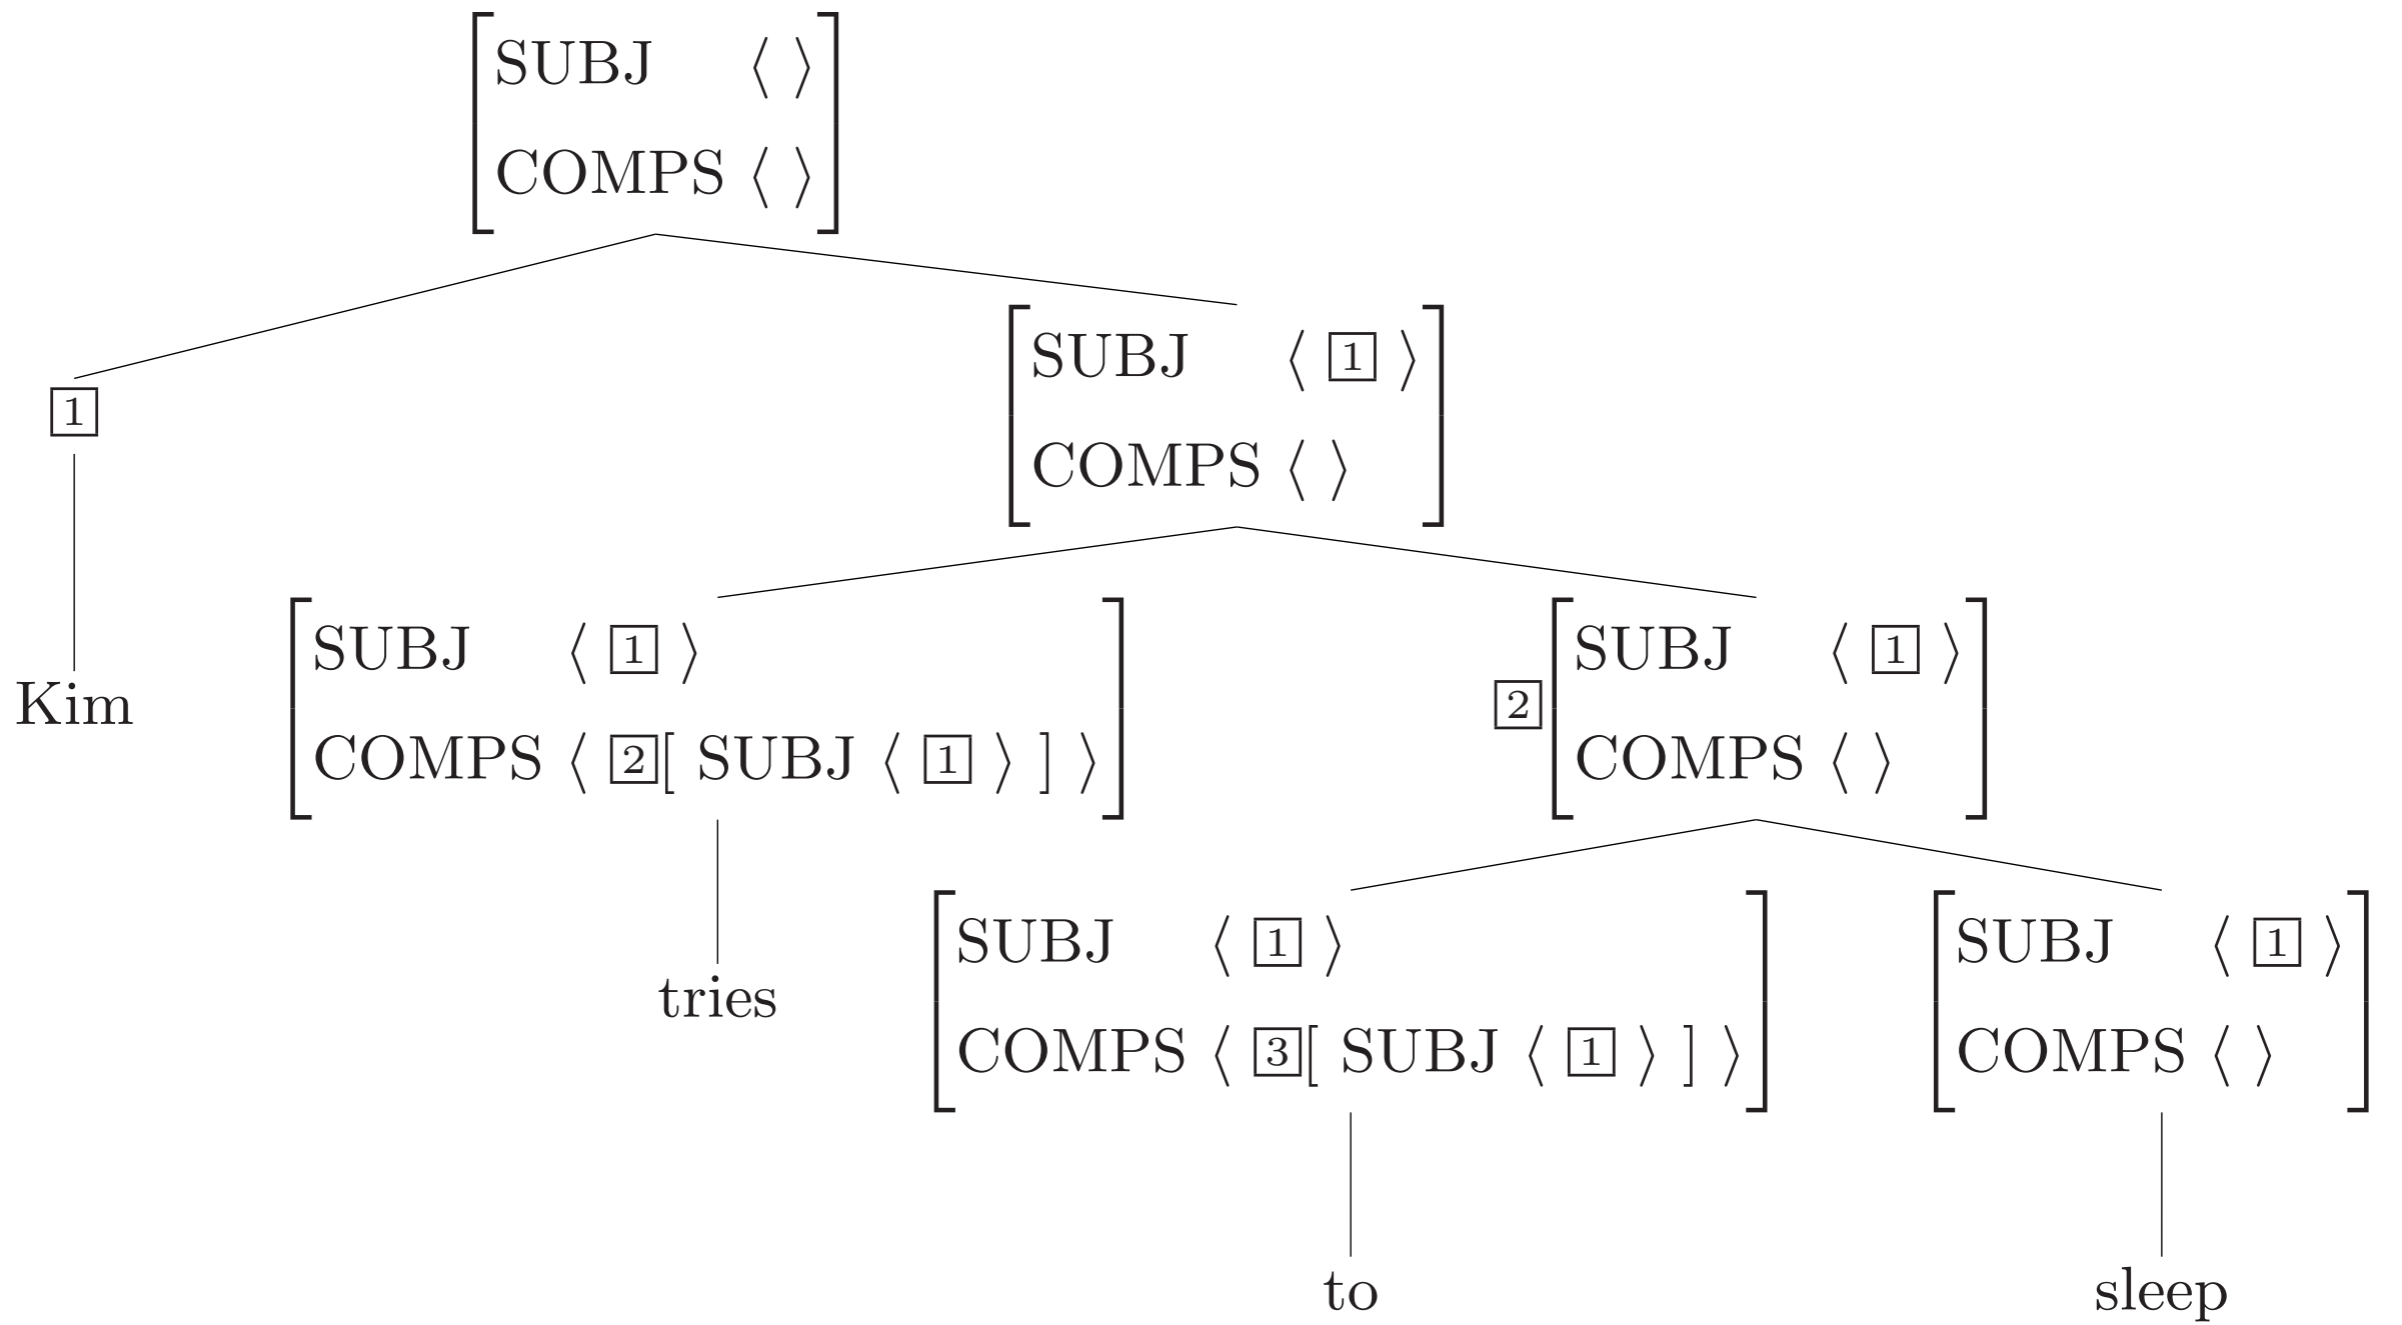 SUBJ ⟨ ⟩
COMPS ⟨ ⟩
1
SUBJ ⟨ 1 ⟩
COMPS ⟨ ⟩
Kim
SUBJ ⟨ 1 ⟩
COMPS ⟨ 2[ SUBJ ⟨ 1 ⟩ ] ⟩
2
SUBJ ⟨ 1 ⟩
COMPS ⟨ ⟩
tries
SUBJ ⟨ 1 ⟩
COMPS ⟨ 3[ SUBJ ⟨ 1 ⟩ ] ⟩
SUBJ ⟨ 1 ⟩
COMPS ⟨ ⟩
to
sleep